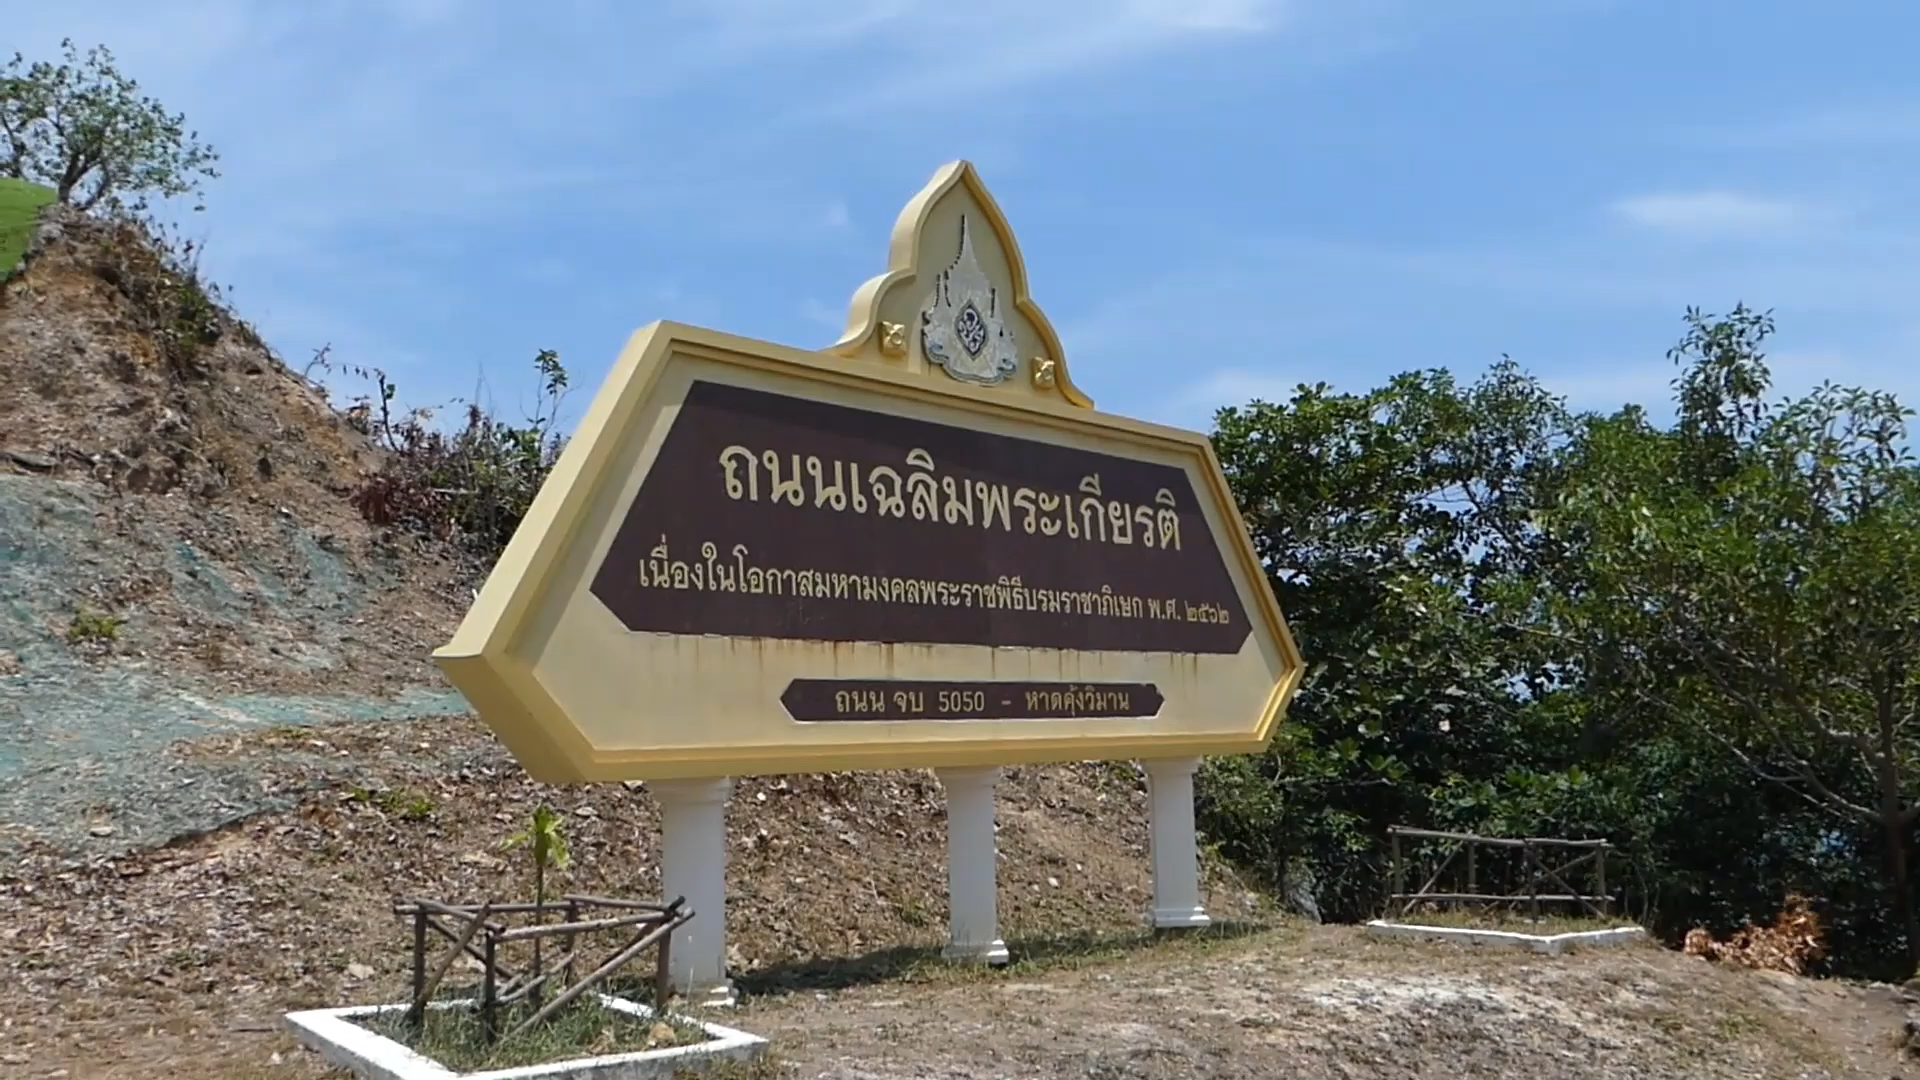 ถนนเฉลิมพระเกียรติ
เนื่องในโอกาสมหามงคลพระราชพิธีบรมราชาภิเษก พ.ศ. ๒๕๖๒
ถนน จบ 5050 - หาดคุ้งวิมาน